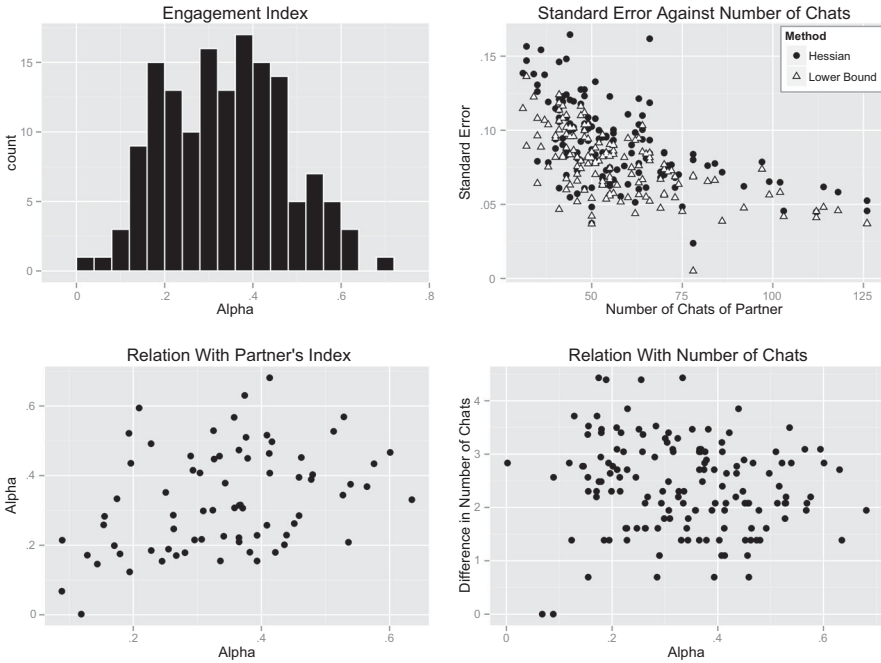 Engagement Index
count
15
10
5
0
0
.2
.4
.6
.8
Alpha
Standard Error Against Number of Chats
Standard Error
.15
.10
.05
0
50
75
100
125
Number of Chats of Partner
Method
Hessian
Lower Bound
Relation With Partner's Index
Alpha
.6
.4
.2
0
.2
.4
.6
Alpha
Relation With Number of Chats
Difference in Number of Chats
4
3
2
1
0
0
.2
.4
.6
Alpha